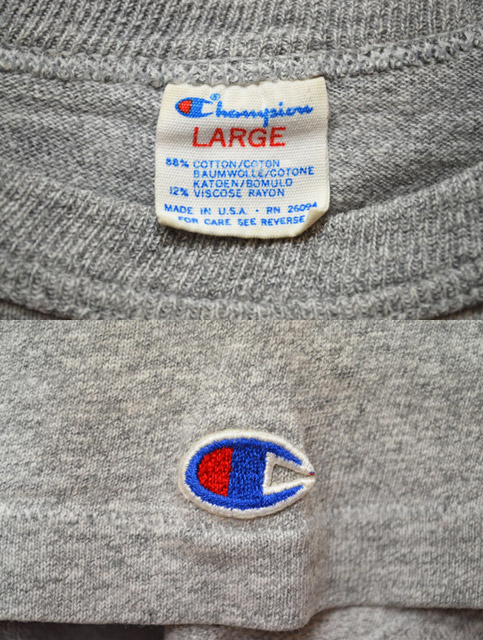 Champion
LARGE
88% COTTON/COTON
BAUMWOLLE/COTONE
KATOEN/BOMULD
12% VISCOSE RAYON
MADE IN U.S.A. · RN 26094
FOR CARE SEE REVERSE